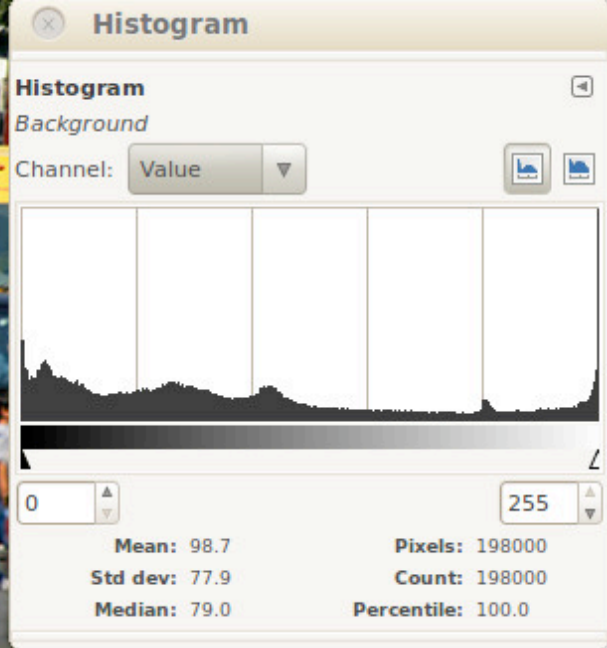 Histogram
Histogram
Background
Channel: Value
0 255
Mean: 98.7 Pixels: 198000
Std dev: 77.9 Count: 198000
Median: 79.0 Percentile: 100.0